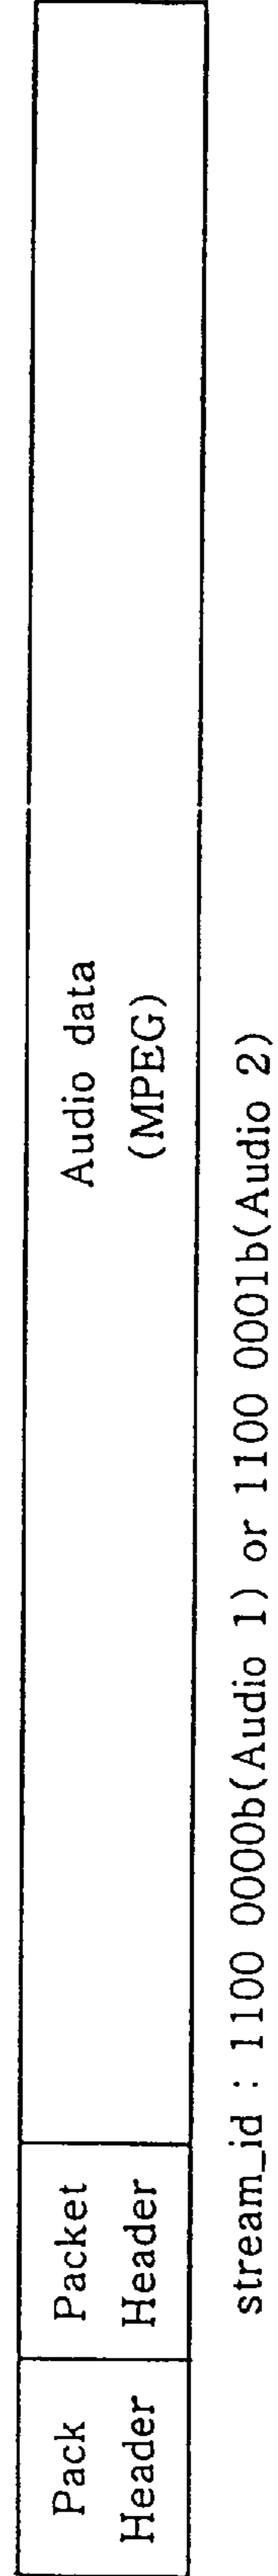 Pack
Header
Packet
Header
Audio data
(MPEG)
stream_id : 1100 0000b(Audio 1) or 1100 0001b(Audio 2)